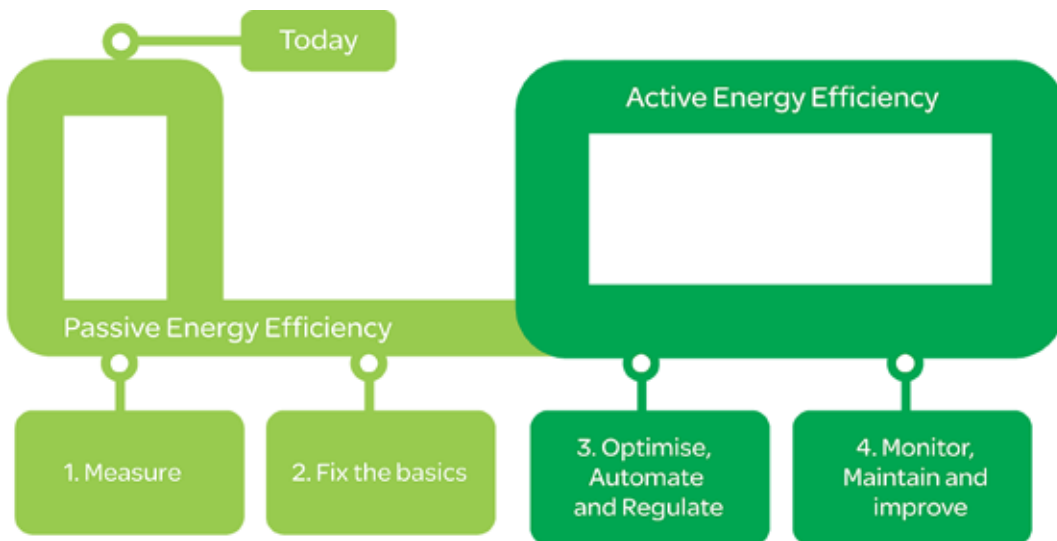 Today
Active Energy Efficiency
Passive Energy Efficiency
1. Measure
2. Fix the basics
3. Optimise,
Automate
and Regulate
4. Monitor,
Maintain and
improve